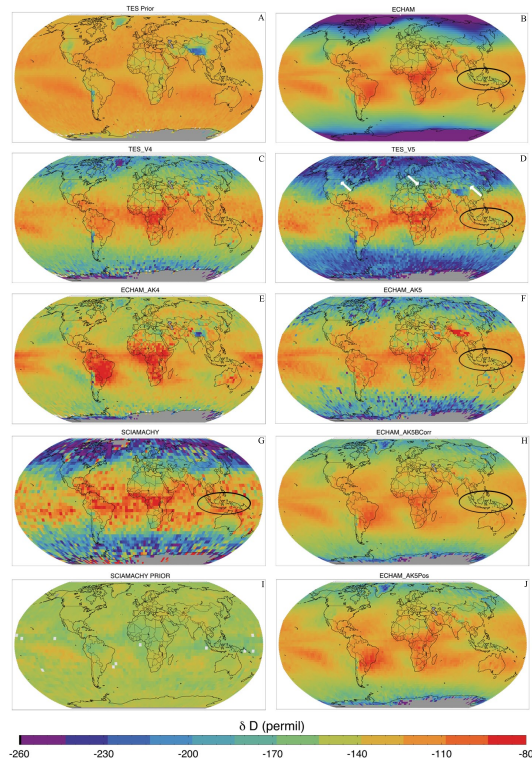 TES Prior
A
ECHAM
B
TES_V4
C
TES_V5
D
ECHAM_AK4
E
ECHAM_AK5
F
SCIAMACHY
G
ECHAM_AK5BCorr
H
SCIAMACHY PRIOR
I
ECHAM_AK5Pos
J
δ D (permil)
-260 -230 -200 -170 -140 -110 -80